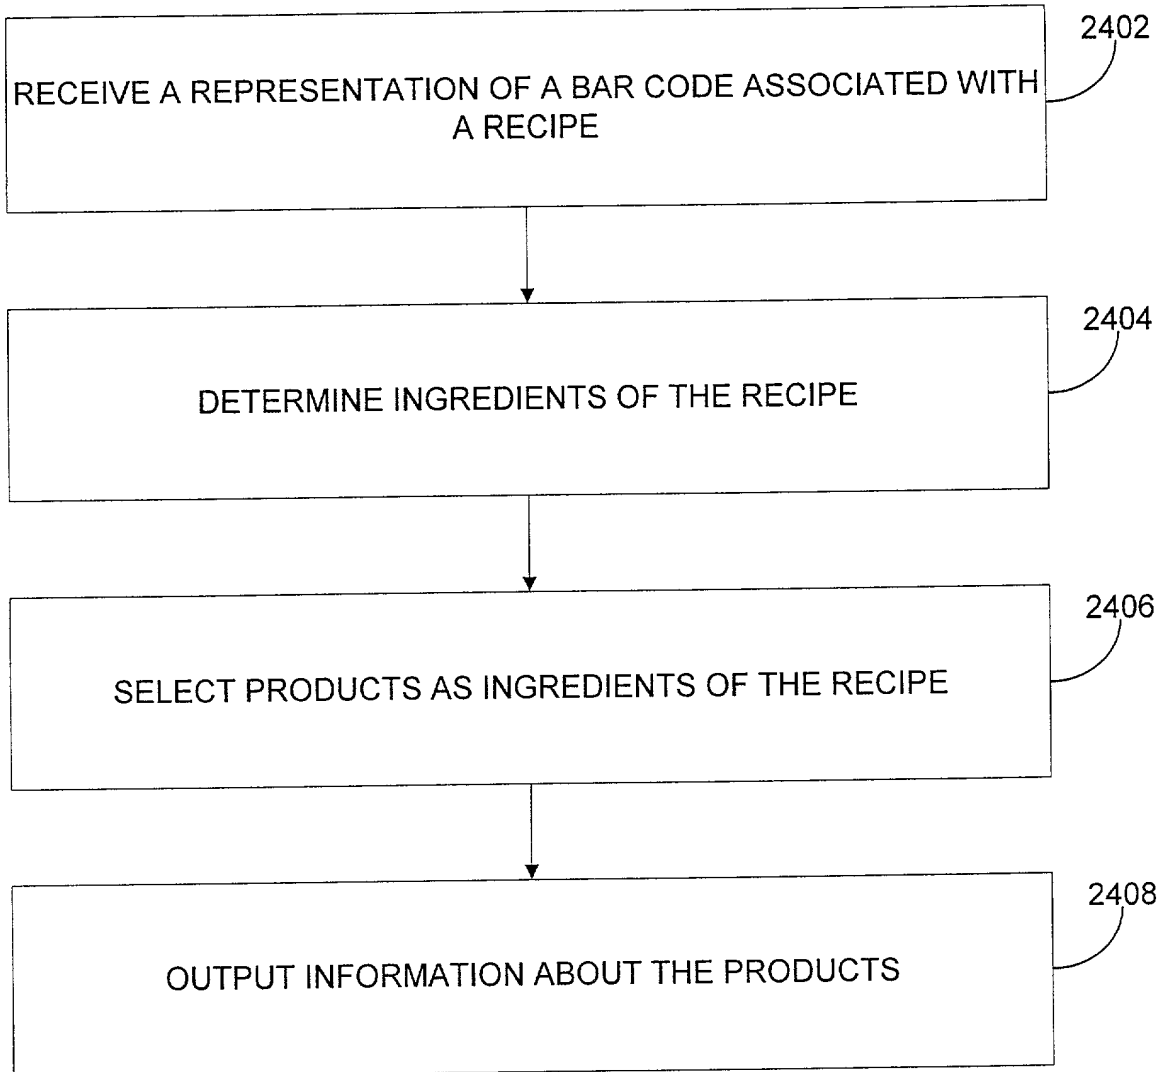 2402
RECEIVE A REPRESENTATION OF A BAR CODE ASSOCIATED WITH
A RECIPE
2404
DETERMINE INGREDIENTS OF THE RECIPE
2406
SELECT PRODUCTS AS INGREDIENTS OF THE RECIPE
2408
OUTPUT INFORMATION ABOUT THE PRODUCTS